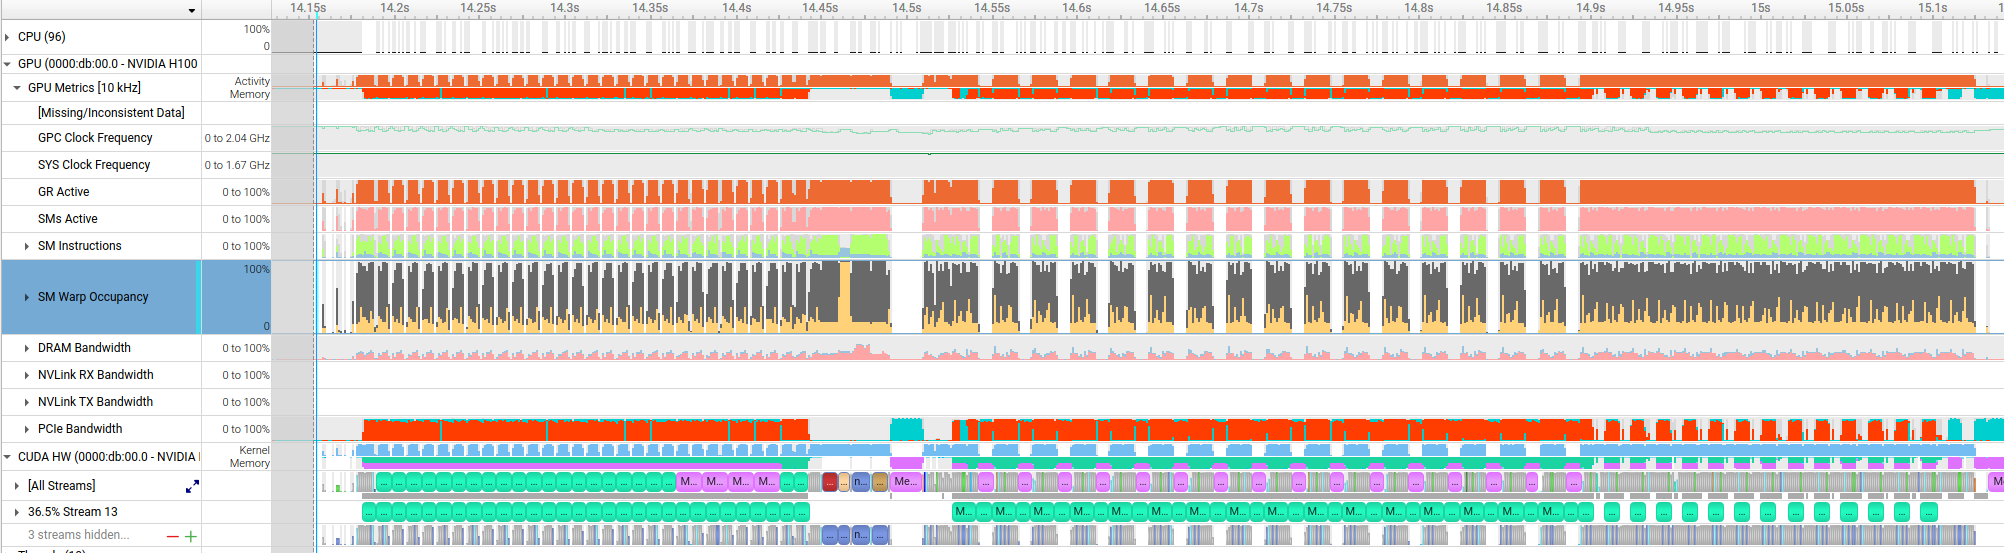 14.15s 14.2s 14.25s 14.3s 14.35s 14.4s 14.45s 14.5s 14.55s 14.6s 14.65s 14.7s 14.75s 14.8s 14.85s 14.9s 14.95s 15s 15.05s 15.1s 1
CPU (96) 100% 0
GPU (0000:db:00.0 - NVIDIA H100
GPU Metrics [10 kHz] Activity Memory
[Missing/Inconsistent Data]
GPC Clock Frequency 0 to 2.04 GHz
SYS Clock Frequency 0 to 1.67 GHz
GR Active 0 to 100%
SMs Active 0 to 100%
SM Instructions 0 to 100%
SM Warp Occupancy 100% 0
DRAM Bandwidth 0 to 100%
NVLink RX Bandwidth 0 to 100%
NVLink TX Bandwidth 0 to 100%
PCIe Bandwidth 0 to 100%
CUDA HW (0000:db:00.0 - NVIDIA Kernel Memory
[All Streams] M... M... M... M... ... ... n... ... Me...
36.5% Stream 13 M... M... M... M... M... M... M... M... M... M... M... M... M... M... M... M...
3 streams hidden... ... ... n... ...